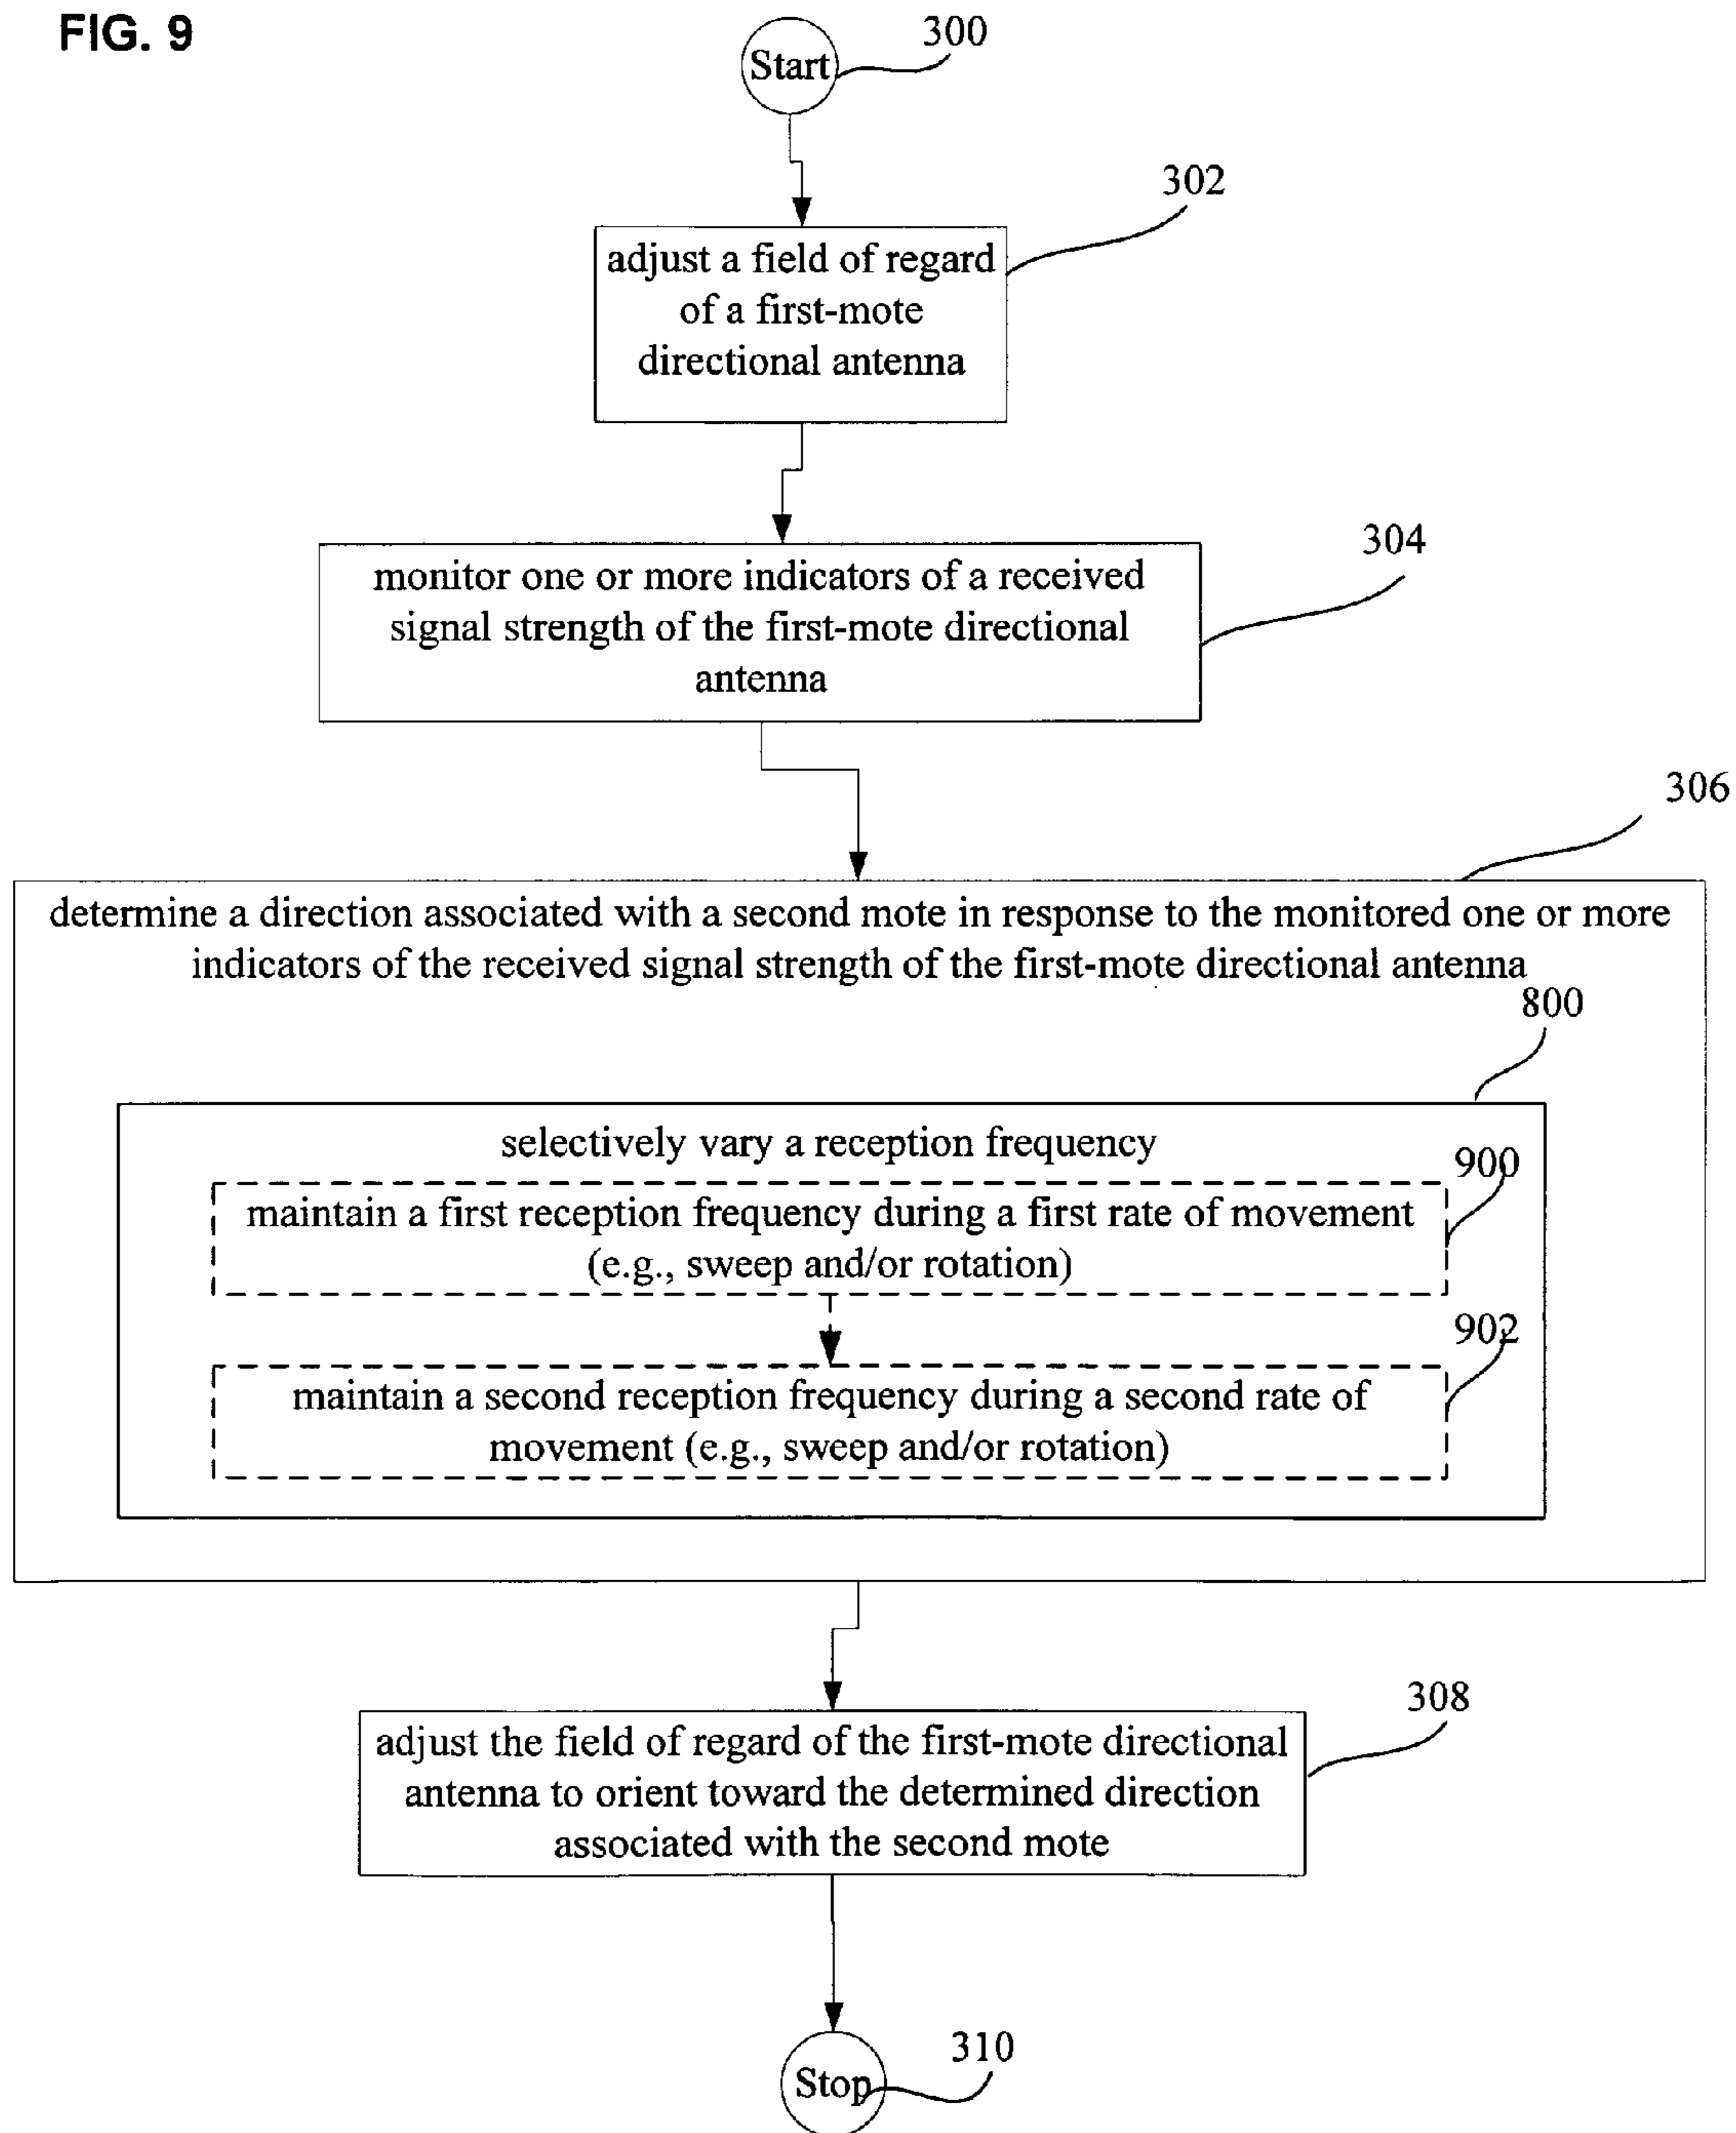 FIG. 9
Start
300
302
adjust a field of regard
of a first-mote
directional antenna
304
monitor one or more indicators of a received
signal strength of the first-mote directional
antenna
306
determine a direction associated with a second mote in response to the monitored one or more
indicators of the received signal strength of the first-mote directional antenna
800
selectively vary a reception frequency
900
maintain a first reception frequency during a first rate of movement
(e.g., sweep and/or rotation)
902
maintain a second reception frequency during a second rate of
movement (e.g., sweep and/or rotation)
308
adjust the field of regard of the first-mote directional
antenna to orient toward the determined direction
associated with the second mote
310
Stop